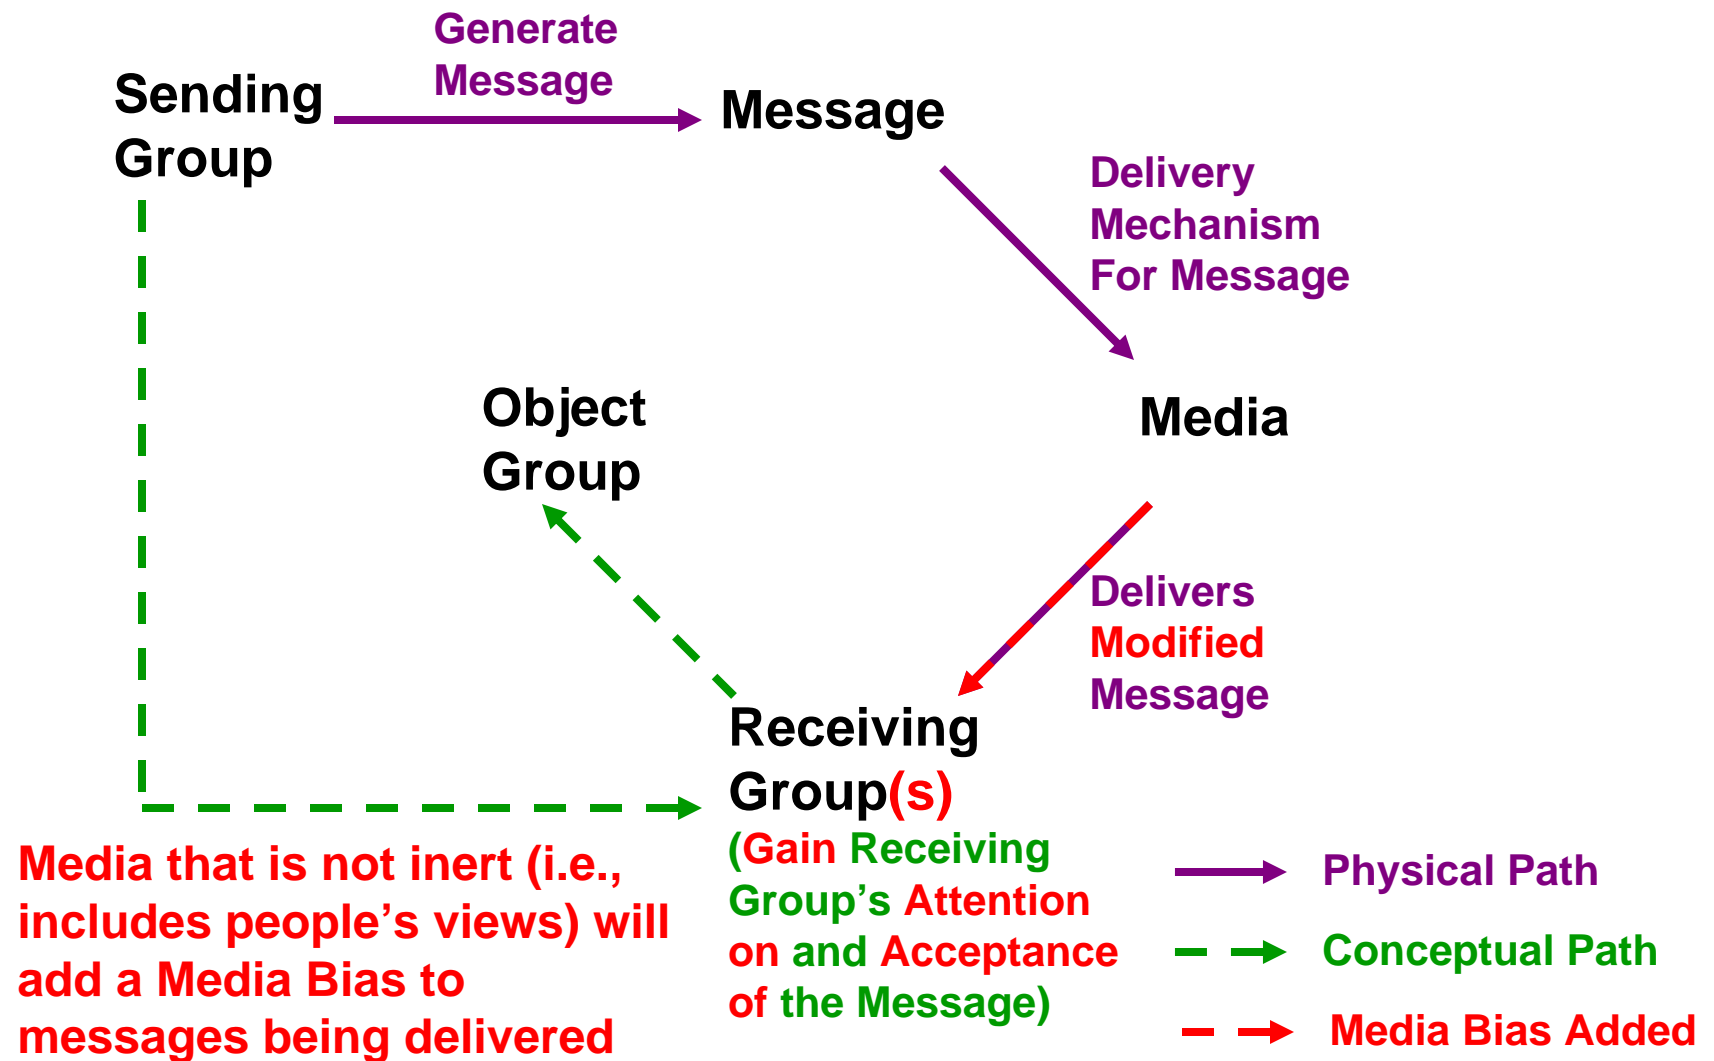 Generate
Message
Sending
Group
Message
Delivery
Mechanism
For Message
Object
Group
Media
Delivers
Modified
Message
Receiving
Group(s)
(Gain Receiving
Group’s Attention
on and Acceptance
of the Message)
Media that is not inert (i.e.,
includes people’s views) will
add a Media Bias to
messages being delivered
Physical Path
Conceptual Path
Media Bias Added